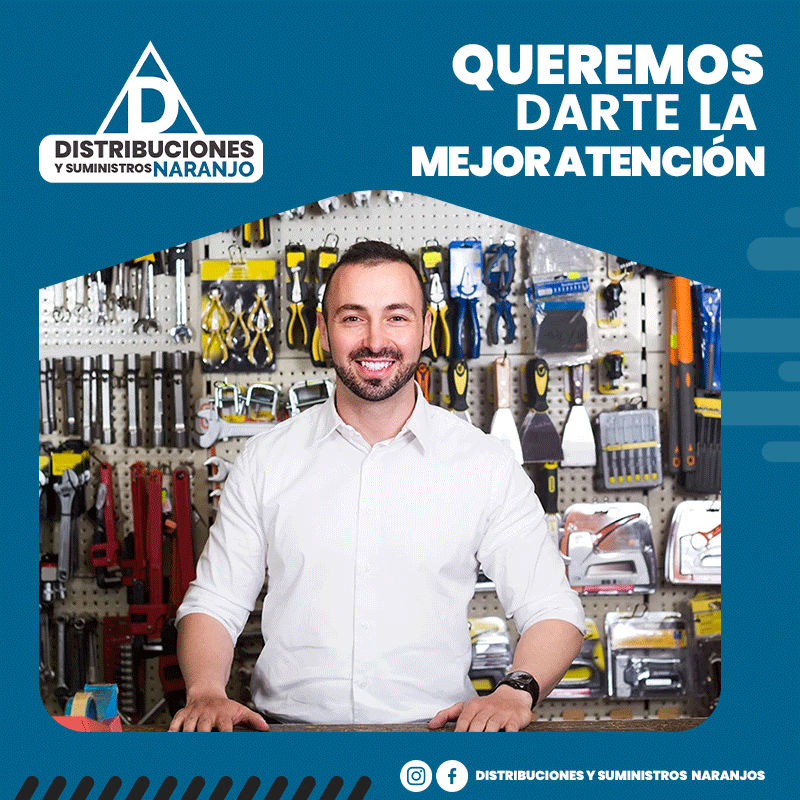 D
DISTRIBUCIONES
Y SUMINISTROS NARANJO
QUEREMOS
DARTE LA
MEJOR ATENCIÓN
DISTRIBUCIONES Y SUMINISTROS NARANJOS